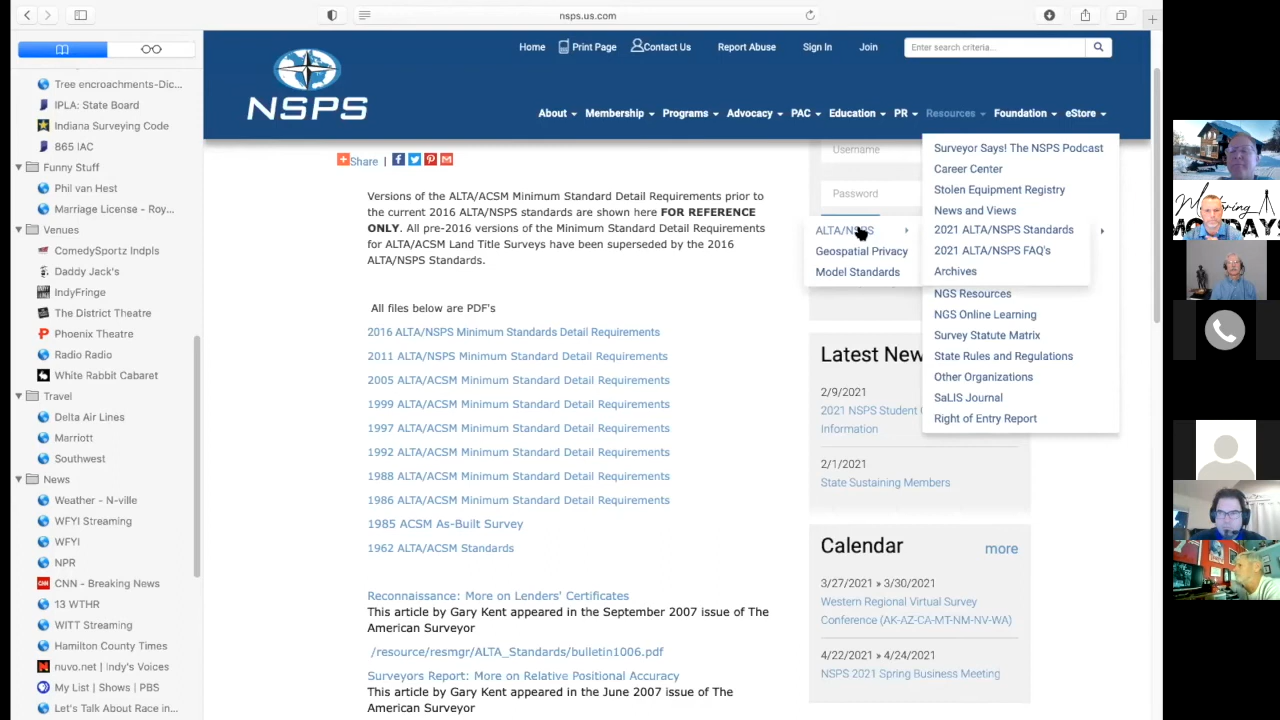 nsps.us.com
Tree encroachments-Dic...
IPLA: State Board
Indiana Surveying Code
865 IAC
Funny Stuff
Phil van Hest
Marriage License - Roy...
Venues
ComedySportz Indpls
Daddy Jack's
IndyFringe
The District Theatre
Phoenix Theatre
Radio Radio
White Rabbit Cabaret
Travel
Delta Air Lines
Marriott
Southwest
News
Weather - N-ville
WFYI Streaming
WFYI
NPR
CNN - Breaking News
13 WTHR
WITT Streaming
Hamilton County Times
nuvo.net | Indy's Voices
My List | Shows | PBS
Let's Talk About Race in...
NSPS
Home Print Page Contact Us Report Abuse Sign In Join Enter search criteria...
About Membership Programs Advocacy PAC Education PR Resources Foundation eStore
Share |
Versions of the ALTA/ACSM Minimum Standard Detail Requirements prior to
the current 2016 ALTA/NSPS standards are shown here FOR REFERENCE
ONLY. All pre-2016 versions of the Minimum Standard Detail Requirements
for ALTA/ACSM Land Title Surveys have been superseded by the 2016
ALTA/NSPS Standards.
All files below are PDF's
2016 ALTA/NSPS Minimum Standards Detail Requirements
2011 ALTA/NSPS Minimum Standard Detail Requirements
2005 ALTA/ACSM Minimum Standard Detail Requirements
1999 ALTA/ACSM Minimum Standard Detail Requirements
1997 ALTA/ACSM Minimum Standard Detail Requirements
1992 ALTA/ACSM Minimum Standard Detail Requirements
1988 ALTA/ACSM Minimum Standard Detail Requirements
1986 ALTA/ACSM Minimum Standard Detail Requirements
1985 ACSM As-Built Survey
1962 ALTA/ACSM Standards
Reconnaissance: More on Lenders' Certificates
This article by Gary Kent appeared in the September 2007 issue of The
American Surveyor
/resource/resmgr/ALTA_Standards/bulletin1006.pdf
Surveyors Report: More on Relative Positional Accuracy
This article by Gary Kent appeared in the June 2007 issue of The
American Surveyor
Username
Password
ALTA/NSPS
Geospatial Privacy
Model Standards
Surveyor Says! The NSPS Podcast
Career Center
Stolen Equipment Registry
News and Views
2021 ALTA/NSPS Standards
2021 ALTA/NSPS FAQ's
Archives
NGS Resources
NGS Online Learning
Survey Statute Matrix
State Rules and Regulations
Other Organizations
SaLIS Journal
Right of Entry Report
Latest New
2/9/2021
2021 NSPS Student
Information
2/1/2021
State Sustaining Members
Calendar more
3/27/2021 » 3/30/2021
Western Regional Virtual Survey
Conference (AK-AZ-CA-MT-NM-NV-WA)
4/22/2021 » 4/24/2021
NSPS 2021 Spring Business Meeting